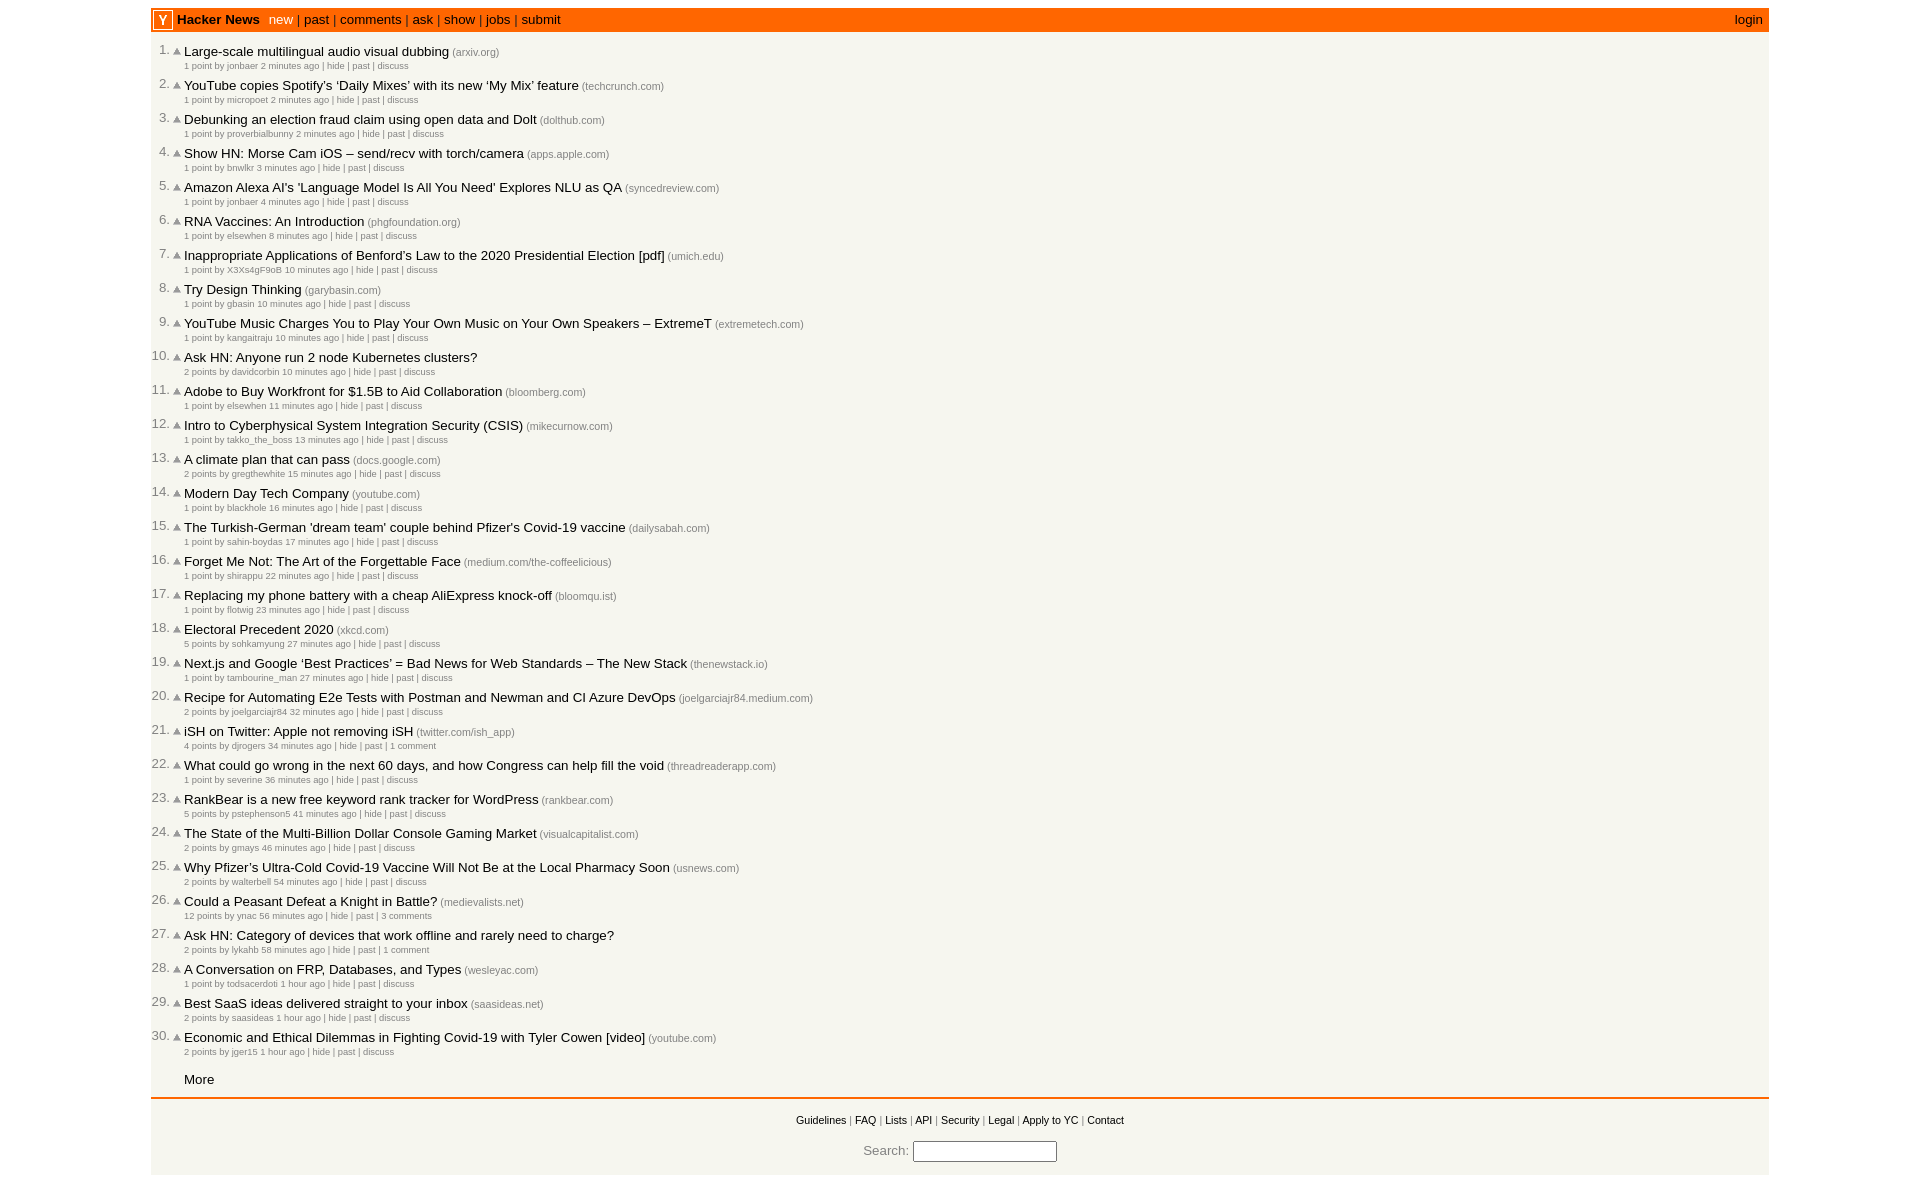 Y Hacker News new | past | comments | ask | show | jobs | submit login
1. Large-scale multilingual audio visual dubbing (arxiv.org)
1 point by jonbaer 2 minutes ago | hide | past | discuss
2. YouTube copies Spotify’s ‘Daily Mixes’ with its new ‘My Mix’ feature (techcrunch.com)
1 point by micropoet 2 minutes ago | hide | past | discuss
3. Debunking an election fraud claim using open data and Dolt (dolthub.com)
1 point by proverbialbunny 2 minutes ago | hide | past | discuss
4. Show HN: Morse Cam iOS – send/recv with torch/camera (apps.apple.com)
1 point by bnwlkr 3 minutes ago | hide | past | discuss
5. Amazon Alexa AI's 'Language Model Is All You Need' Explores NLU as QA (syncedreview.com)
1 point by jonbaer 4 minutes ago | hide | past | discuss
6. RNA Vaccines: An Introduction (phgfoundation.org)
1 point by elsewhen 8 minutes ago | hide | past | discuss
7. Inappropriate Applications of Benford’s Law to the 2020 Presidential Election [pdf] (umich.edu)
1 point by X3Xs4gF9oB 10 minutes ago | hide | past | discuss
8. Try Design Thinking (garybasin.com)
1 point by gbasin 10 minutes ago | hide | past | discuss
9. YouTube Music Charges You to Play Your Own Music on Your Own Speakers – ExtremeT (extremetech.com)
1 point by kangaitraju 10 minutes ago | hide | past | discuss
10. Ask HN: Anyone run 2 node Kubernetes clusters?
2 points by davidcorbin 10 minutes ago | hide | past | discuss
11. Adobe to Buy Workfront for $1.5B to Aid Collaboration (bloomberg.com)
1 point by elsewhen 11 minutes ago | hide | past | discuss
12. Intro to Cyberphysical System Integration Security (CSIS) (mikecurnow.com)
1 point by takko_the_boss 13 minutes ago | hide | past | discuss
13. A climate plan that can pass (docs.google.com)
2 points by gregthewhite 15 minutes ago | hide | past | discuss
14. Modern Day Tech Company (youtube.com)
1 point by blackhole 16 minutes ago | hide | past | discuss
15. The Turkish-German 'dream team' couple behind Pfizer's Covid-19 vaccine (dailysabah.com)
1 point by sahin-boydas 17 minutes ago | hide | past | discuss
16. Forget Me Not: The Art of the Forgettable Face (medium.com/the-coffeelicious)
1 point by shirappu 22 minutes ago | hide | past | discuss
17. Replacing my phone battery with a cheap AliExpress knock-off (bloomqu.ist)
1 point by flotwig 23 minutes ago | hide | past | discuss
18. Electoral Precedent 2020 (xkcd.com)
5 points by sohkamyung 27 minutes ago | hide | past | discuss
19. Next.js and Google ‘Best Practices’ = Bad News for Web Standards – The New Stack (thenewstack.io)
1 point by tambourine_man 27 minutes ago | hide | past | discuss
20. Recipe for Automating E2e Tests with Postman and Newman and CI Azure DevOps (joelgarciajr84.medium.com)
2 points by joelgarciajr84 32 minutes ago | hide | past | discuss
21. iSH on Twitter: Apple not removing iSH (twitter.com/ish_app)
4 points by djrogers 34 minutes ago | hide | past | 1 comment
22. What could go wrong in the next 60 days, and how Congress can help fill the void (threadreaderapp.com)
1 point by severine 36 minutes ago | hide | past | discuss
23. RankBear is a new free keyword rank tracker for WordPress (rankbear.com)
5 points by pstephenson5 41 minutes ago | hide | past | discuss
24. The State of the Multi-Billion Dollar Console Gaming Market (visualcapitalist.com)
2 points by gmays 46 minutes ago | hide | past | discuss
25. Why Pfizer’s Ultra-Cold Covid-19 Vaccine Will Not Be at the Local Pharmacy Soon (usnews.com)
2 points by walterbell 54 minutes ago | hide | past | discuss
26. Could a Peasant Defeat a Knight in Battle? (medievalists.net)
12 points by ynac 56 minutes ago | hide | past | 3 comments
27. Ask HN: Category of devices that work offline and rarely need to charge?
2 points by lykahb 58 minutes ago | hide | past | 1 comment
28. A Conversation on FRP, Databases, and Types (wesleyac.com)
1 point by todsacerdoti 1 hour ago | hide | past | discuss
29. Best SaaS ideas delivered straight to your inbox (saasideas.net)
2 points by saasideas 1 hour ago | hide | past | discuss
30. Economic and Ethical Dilemmas in Fighting Covid-19 with Tyler Cowen [video] (youtube.com)
2 points by jger15 1 hour ago | hide | past | discuss
More
Guidelines | FAQ | Lists | API | Security | Legal | Apply to YC | Contact
Search: